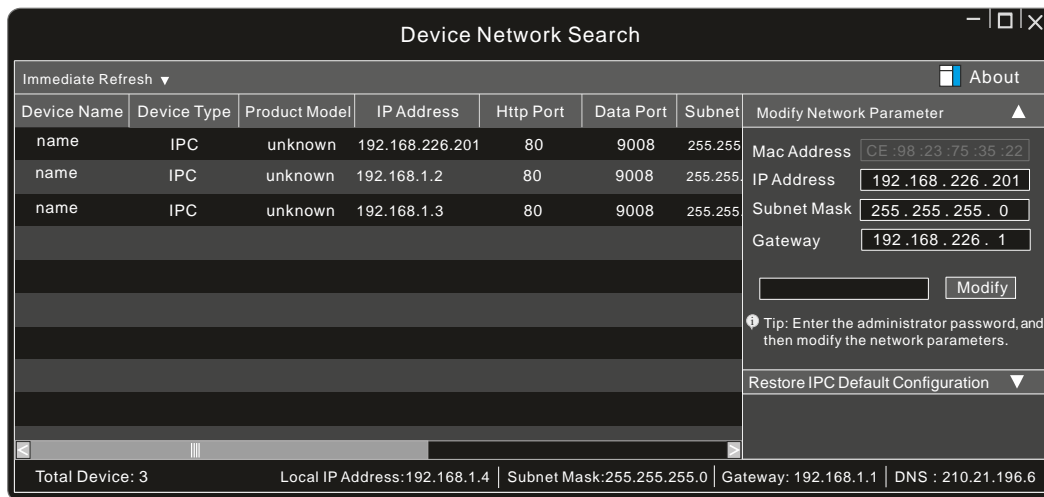 Device Network Search
Immediate Refresh ▼
About
Device Name Device Type Product Model IP Address Http Port Data Port Subnet
name IPC unknown 192.168.226.201 80 9008 255.255
name IPC unknown 192.168.1.2 80 9008 255.255.
name IPC unknown 192.168.1.3 80 9008 255.255.
Modify Network Parameter
Mac Address CE :98 :23 :75 :35 :22
IP Address 192 .168 . 226 . 201
Subnet Mask 255 . 255 . 255 . 0
Gateway 192 .168 . 226 . 1
Modify
Tip: Enter the administrator password, and
then modify the network parameters.
Restore IPC Default Configuration
Total Device: 3 Local IP Address:192.168.1.4 Subnet Mask:255.255.255.0 Gateway: 192.168.1.1 DNS : 210.21.196.6